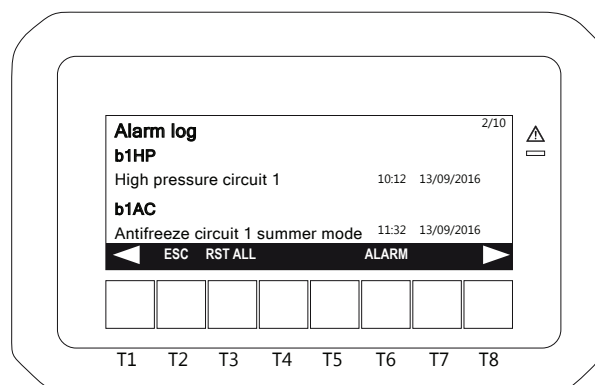 2/10
Alarm log
b1HP
High pressure circuit 1 10:12 13/09/2016
b1AC
Antifreeze circuit 1 summer mode 11:32 13/09/2016
ESC RST ALL ALARM
T1 T2 T3 T4 T5 T6 T7 T8